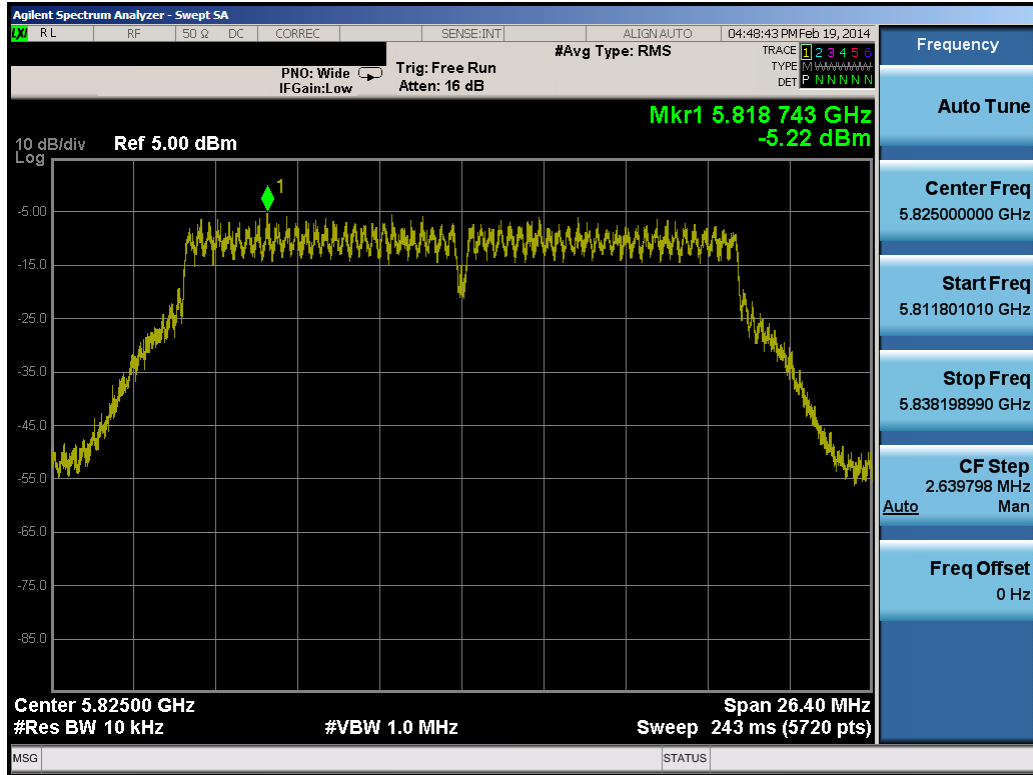 Agilent Spectrum Analyzer - Swept SA
LXI RL RF 50 Ω DC CORREC SENSE:INT ALIGN AUTO 04:48:43 PM Feb 19, 2014
PNO: Wide
IFGain:Low
Trig: Free Run
Atten: 16 dB
#Avg Type: RMS
TRACE 1 2 3 4 5 6
TYPE M
DET P N N N N N
Mkr1 5.818 743 GHz
-5.22 dBm
10 dB/div Ref 5.00 dBm
Log
1
-5.00
-15.0
-25.0
-35.0
-45.0
-55.0
-65.0
-75.0
-85.0
Center 5.82500 GHz Span 26.40 MHz
#Res BW 10 kHz #VBW 1.0 MHz Sweep 243 ms (5720 pts)
MSG STATUS
Frequency
Auto Tune
Center Freq
5.825000000 GHz
Start Freq
5.811801010 GHz
Stop Freq
5.838198990 GHz
CF Step
2.639798 MHz
Auto Man
Freq Offset
0 Hz